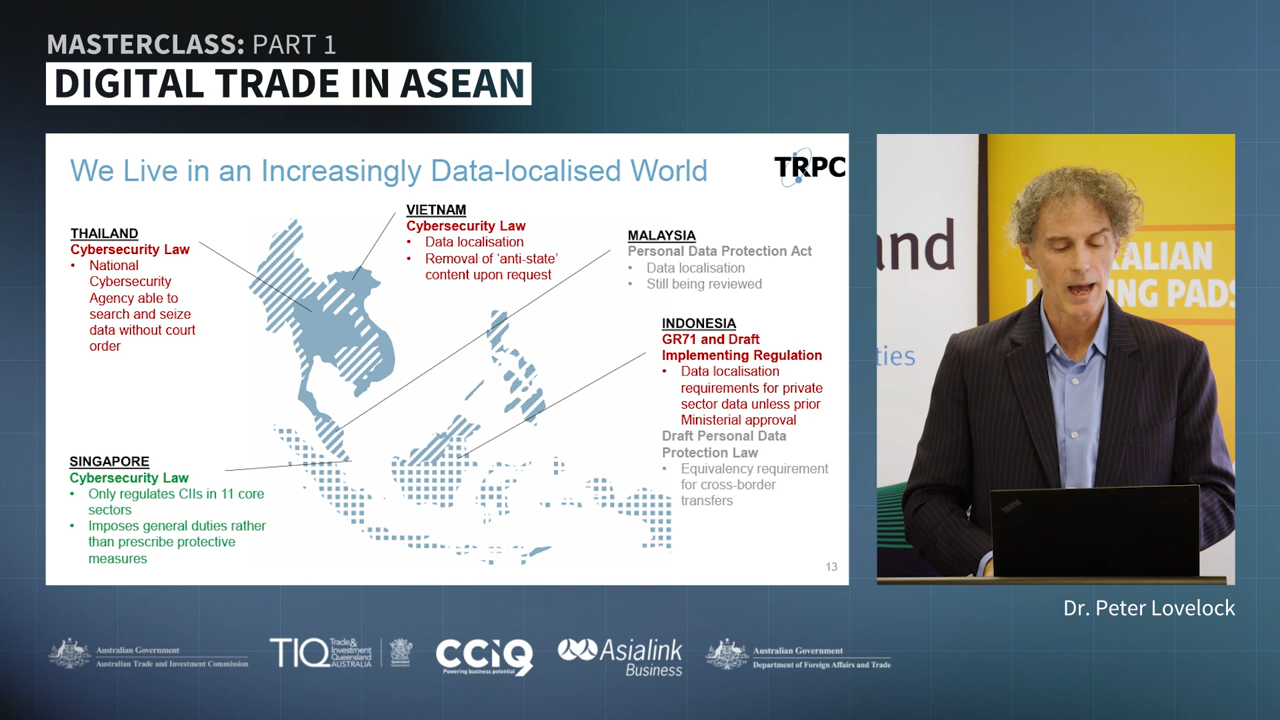 MASTERCLASS: PART 1
DIGITAL TRADE IN ASEAN
We Live in an Increasingly Data-localised World
TRPC
THAILAND
Cybersecurity Law
• National
Cybersecurity
Agency able to
search and seize
data without court
order
VIETNAM
Cybersecurity Law
• Data localisation
• Removal of ‘anti-state’
content upon request
MALAYSIA
Personal Data Protection Act
• Data localisation
• Still being reviewed
INDONESIA
GR71 and Draft
Implementing Regulation
• Data localisation
requirements for private
sector data unless prior
Ministerial approval
Draft Personal Data
Protection Law
• Equivalency requirement
for cross-border
transfers
SINGAPORE
Cybersecurity Law
• Only regulates CIIs in 11 core
sectors
• Imposes general duties rather
than prescribe protective
measures
13
and
ties
ALIAN
ING PADS
ThinkPad
Dr. Peter Lovelock
Australian Government
Australian Trade and Investment Commission
TIQ
Trade &
Investment
Queensland
AUSTRALIA
CCIQ
Powering business potential
Asialink
Business
Australian Government
Department of Foreign Affairs and Trade